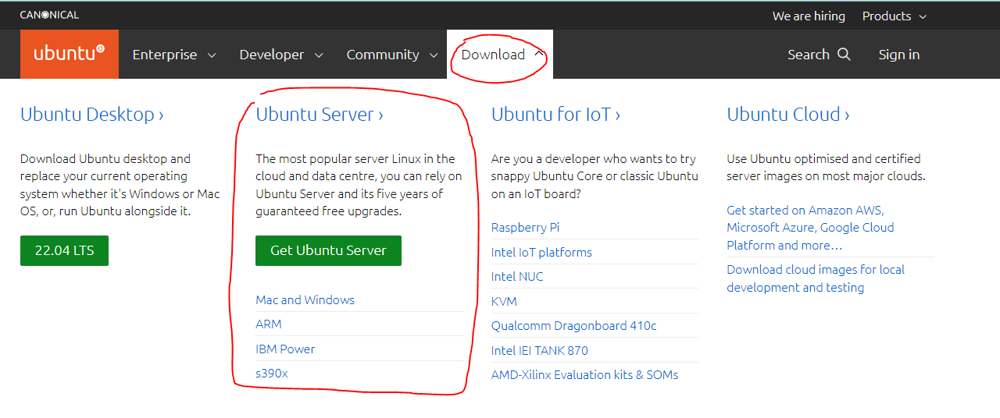 CANONICAL
We are hiring Products
ubuntu Enterprise Developer Community Download Search Sign in
Ubuntu Desktop ›
Download Ubuntu desktop and
replace your current operating
system whether it's Windows or Mac
OS, or, run Ubuntu alongside it.
22.04 LTS
Ubuntu Server ›
The most popular server Linux in the
cloud and data centre, you can rely on
Ubuntu Server and its five years of
guaranteed free upgrades.
Get Ubuntu Server
Mac and Windows
ARM
IBM Power
s390x
Ubuntu for IoT ›
Are you a developer who wants to try
snappy Ubuntu Core or classic Ubuntu
on an IoT board?
Raspberry Pi
Intel IoT platforms
Intel NUC
KVM
Qualcomm Dragonboard 410c
Intel IEI TANK 870
AMD-Xilinx Evaluation kits & SOMs
Ubuntu Cloud ›
Use Ubuntu optimised and certified
server images on most major clouds.
Get started on Amazon AWS,
Microsoft Azure, Google Cloud
Platform and more…
Download cloud images for local
development and testing